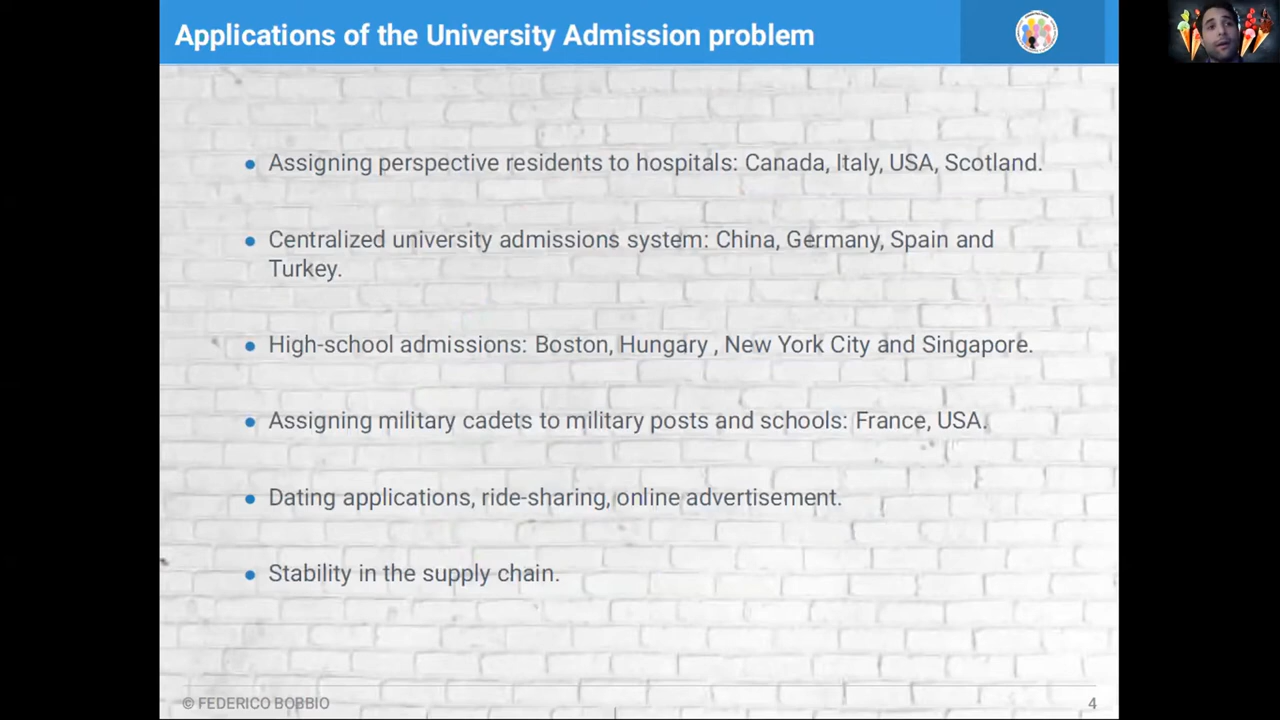 Applications of the University Admission problem
Assigning perspective residents to hospitals: Canada, Italy, USA, Scotland.
Centralized university admissions system: China, Germany, Spain and
Turkey.
High-school admissions: Boston, Hungary , New York City and Singapore.
Assigning military cadets to military posts and schools: France, USA.
Dating applications, ride-sharing, online advertisement.
Stability in the supply chain.
© FEDERICO BOBBIO
4